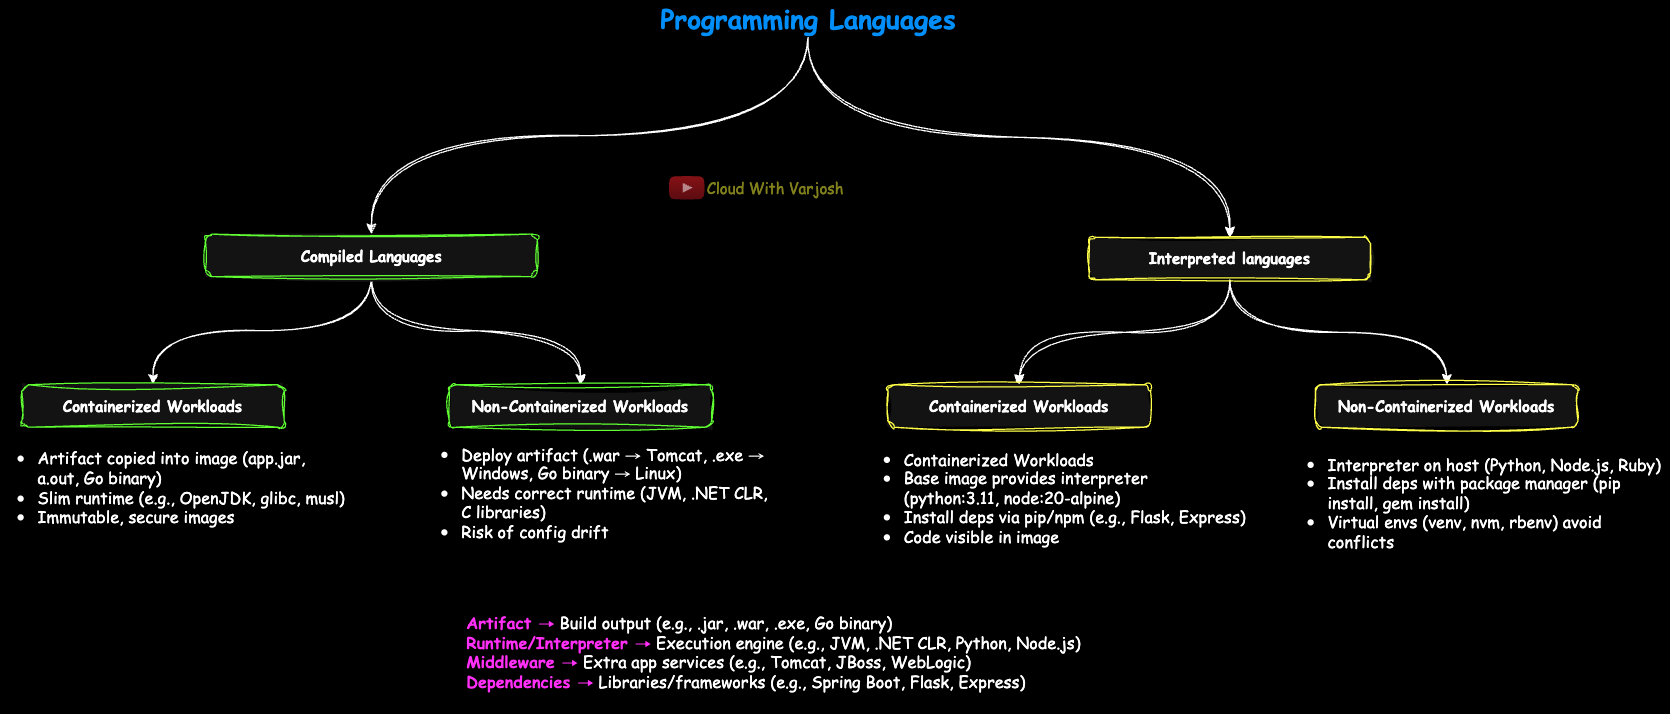 Programming Languages
Cloud With Varjosh
Compiled Languages
Interpreted languages
Containerized Workloads
Non-Containerized Workloads
Containerized Workloads
Non-Containerized Workloads
• Artifact copied into image (app.jar,
a.out, Go binary)
• Slim runtime (e.g., OpenJDK, glibc, musl)
• Immutable, secure images
• Deploy artifact (.war → Tomcat, .exe →
Windows, Go binary → Linux)
• Needs correct runtime (JVM, .NET CLR,
C libraries)
• Risk of config drift
• Containerized Workloads
• Base image provides interpreter
(python:3.11, node:20-alpine)
• Install deps via pip/npm (e.g., Flask, Express)
• Code visible in image
• Interpreter on host (Python, Node.js, Ruby)
• Install deps with package manager (pip
install, gem install)
• Virtual envs (venv, nvm, rbenv) avoid
conflicts
Artifact → Build output (e.g., .jar, .war, .exe, Go binary)
Runtime/Interpreter → Execution engine (e.g., JVM, .NET CLR, Python, Node.js)
Middleware → Extra app services (e.g., Tomcat, JBoss, WebLogic)
Dependencies → Libraries/frameworks (e.g., Spring Boot, Flask, Express)